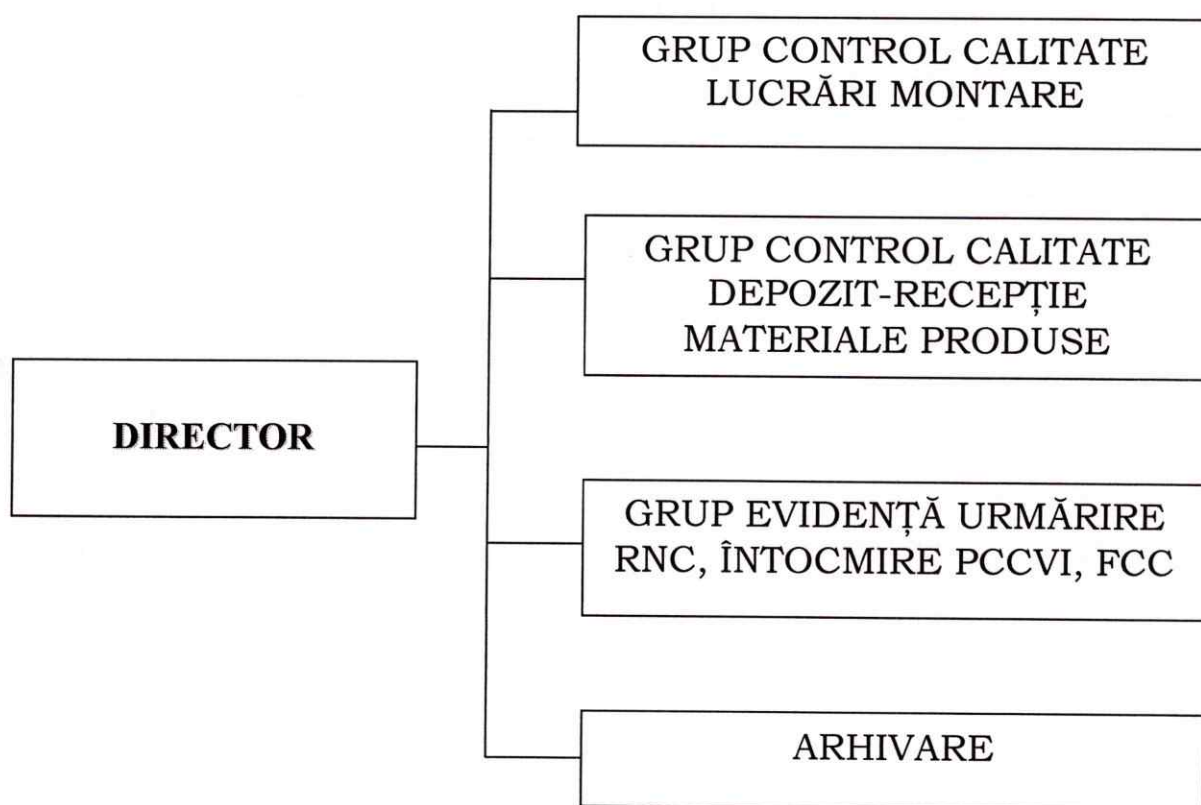 GRUP CONTROL CALITATE
LUCRĂRI MONTARE
GRUP CONTROL CALITATE
DEPOZIT-RECEPȚIE
MATERIALE PRODUSE
DIRECTOR
GRUP EVIDENȚĂ URMĂRIRE
RNC, ÎNTOCMIRE PCCVI, FCC
ARHIVARE